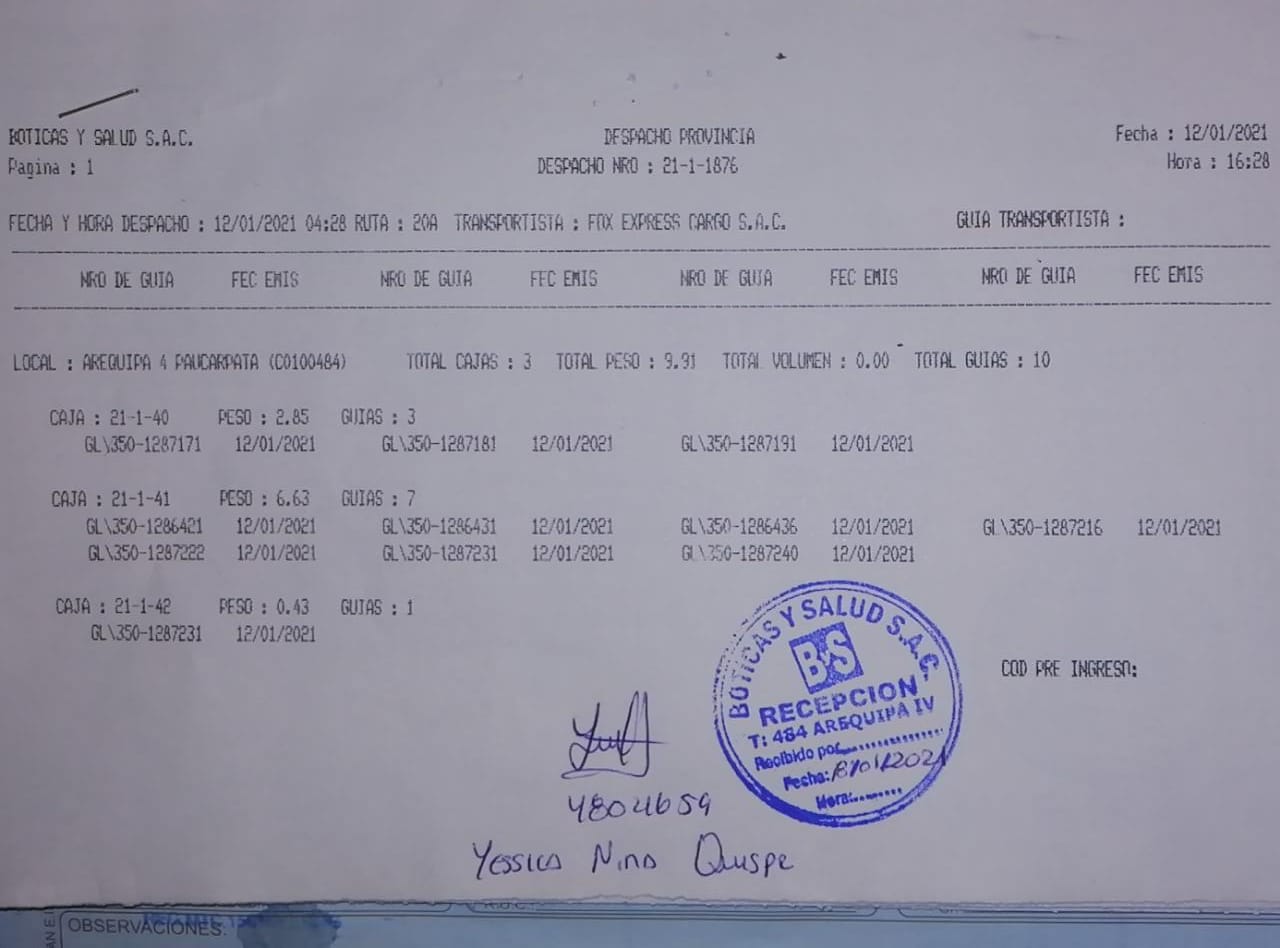 BOTICAS Y SALUD S.A.C. DESPACHO PROVINCIA Fecha : 12/01/2021
Pagina : 1 DESPACHO NRO : 21-1-1876 Hora : 16:28
FECHA Y HORA DESPACHO : 12/01/2021 04:28 RUTA : 20A TRANSPORTISTA : FOX EXPRESS CARGO S.A.C. GUIA TRANSPORTISTA :
NRO DE GUIA FEC EMIS NRO DE GUIA FEC EMIS NRO DE GUIA FEC EMIS NRO DE GUIA FEC EMIS
LOCAL : AREQUIPA 4 PAUCARPATA (C0100484) TOTAL CAJAS : 3 TOTAL PESO : 9.91 TOTAL VOLUMEN : 0.00 TOTAL GUIAS : 10
CAJA : 21-1-40 PESO : 2.85 GUIAS : 3
GL\350-1287171 12/01/2021 GL\350-1287181 12/01/2021 GL\350-1287191 12/01/2021
CAJA : 21-1-41 PESO : 6.63 GUIAS : 7
GL\350-1286421 12/01/2021 GL\350-1286431 12/01/2021 GL\350-1286436 12/01/2021 GL\350-1287216 12/01/2021
GL\350-1287222 12/01/2021 GL\350-1287231 12/01/2021 GL\350-1287240 12/01/2021
CAJA : 21-1-42 PESO : 0.43 GUIAS : 1
GL\350-1287231 12/01/2021
COD PRE INGRESO:
BOTICAS Y SALUD S.A.C.
B&S
RECEPCION
T: 484 AREQUIPA IV
Recibido por
Fecha:
Hora:
Yessica Nina Quispe
OBSERVACIONES: